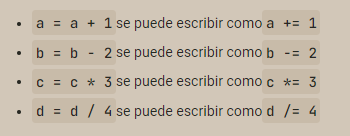 • a = a + 1 se puede escribir como a += 1
• b = b - 2 se puede escribir como b -= 2
• c = c * 3 se puede escribir como c *= 3
• d = d / 4 se puede escribir como d /= 4